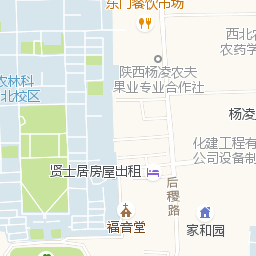 东门餐饮市场
西北农
农药学
陕西杨凌农夫
果业专业合作社
农林科
北校区
杨凌
化建工程有
公司设备制
贤士居房屋出租
后稷路
福音堂
家和园